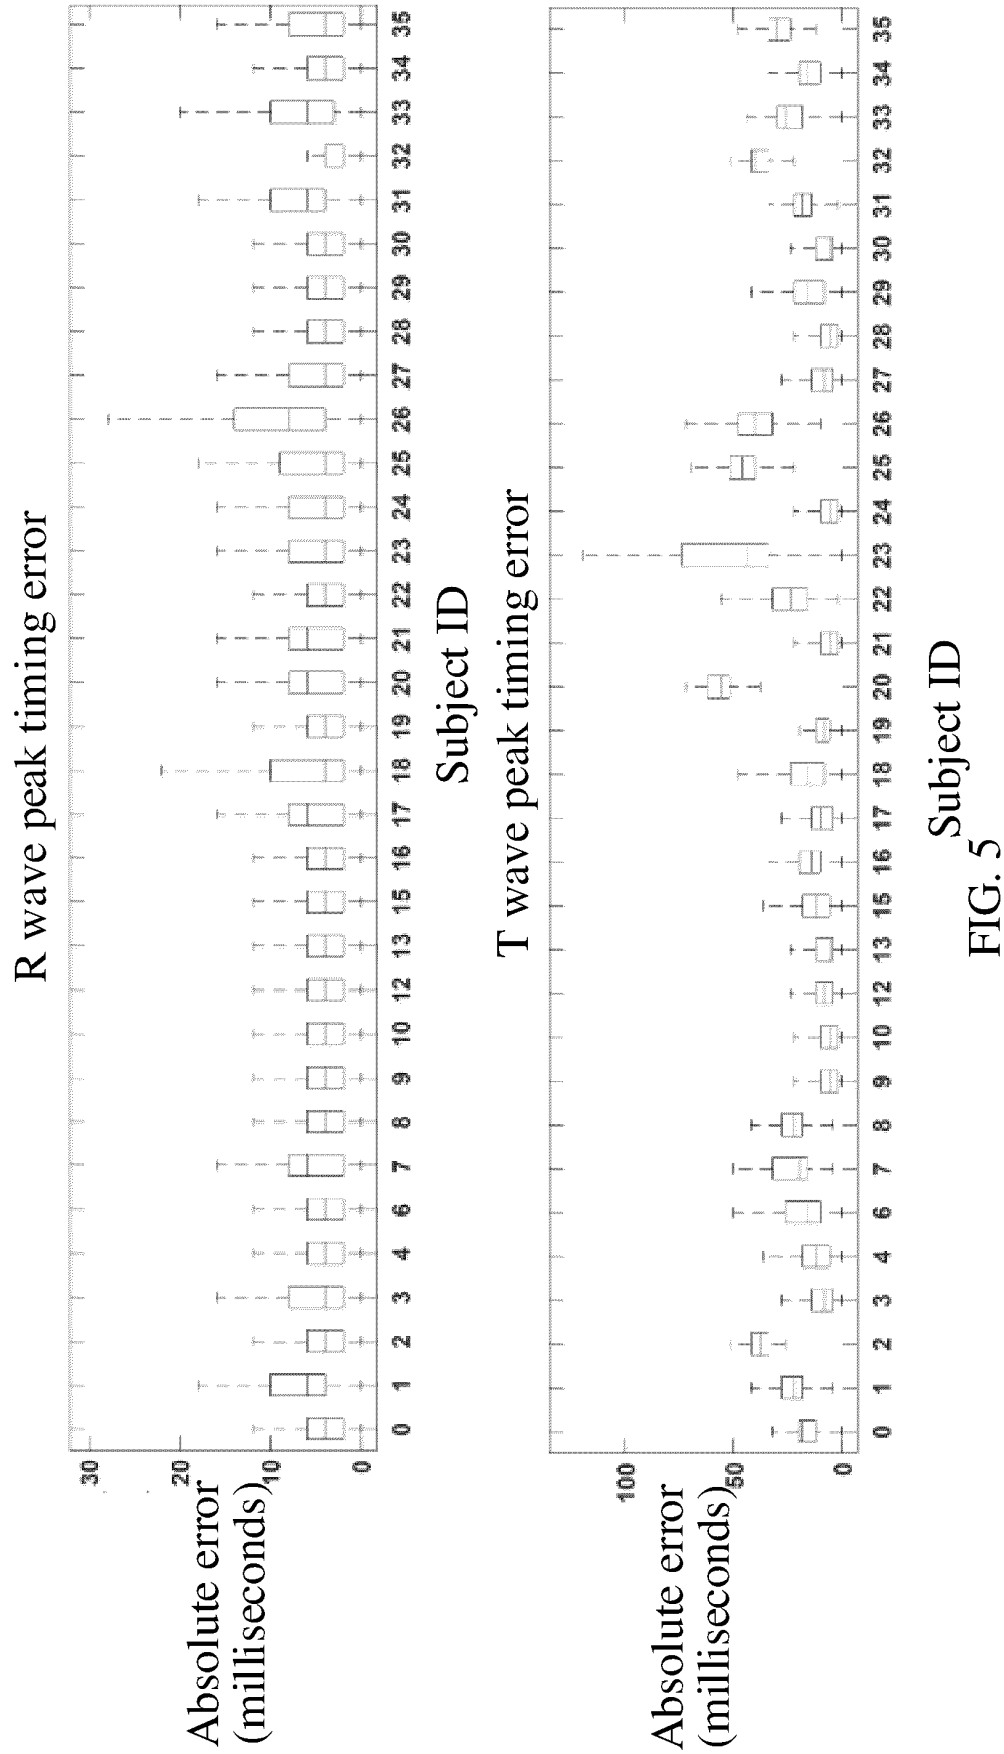 R wave peak timing error
Absolute error
(milliseconds)
30
20
10
0
0 1 2 3 4 6 7 8 9 10 12 13 15 16 17 18 19 20 21 22 23 24 25 26 27 28 29 30 31 32 33 34 35
Subject ID
T wave peak timing error
Absolute error
(milliseconds)
100
50
0
0 1 2 3 4 6 7 8 9 10 12 13 15 16 17 18 19 20 21 22 23 24 25 26 27 28 29 30 31 32 33 34 35
Subject ID
FIG. 5